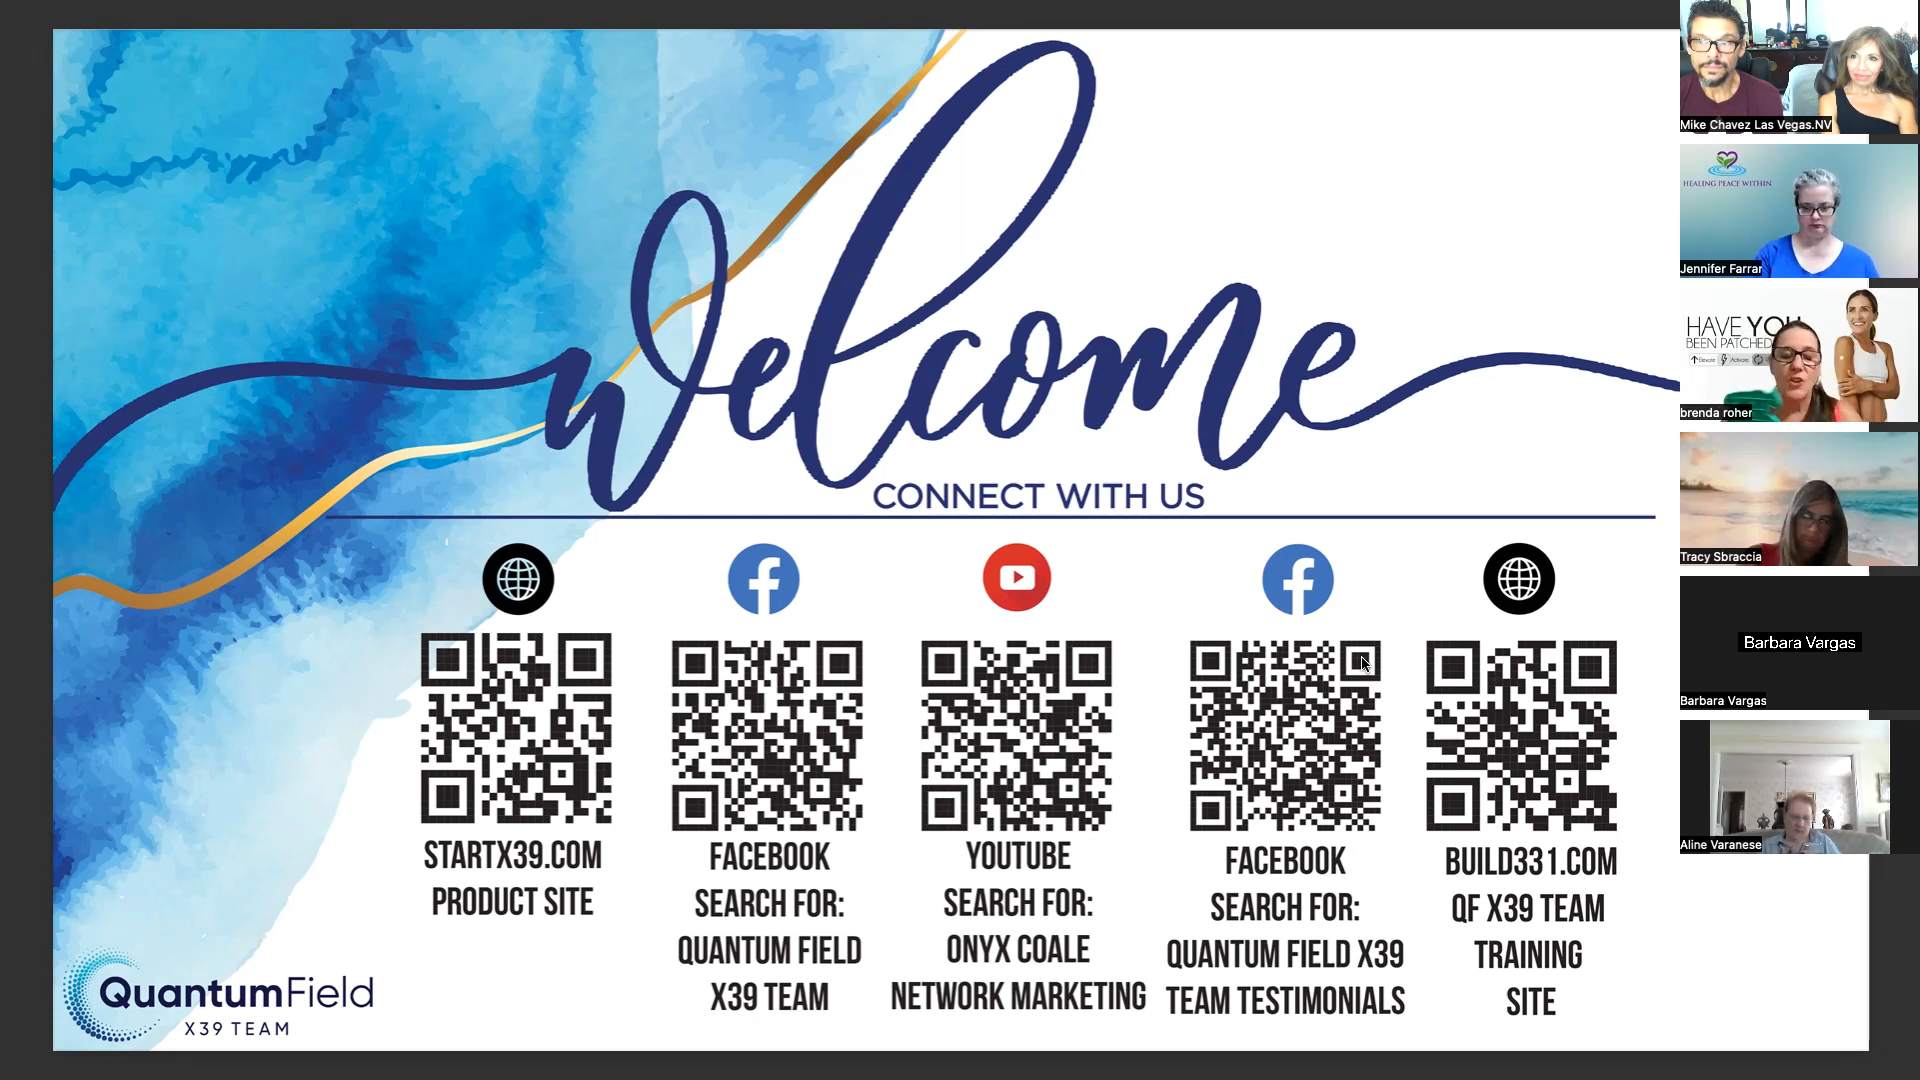 welcome
CONNECT WITH US
STARTX39.COM
PRODUCT SITE
FACEBOOK
SEARCH FOR:
QUANTUM FIELD
X39 TEAM
YOUTUBE
SEARCH FOR:
ONYX COALE
NETWORK MARKETING
FACEBOOK
SEARCH FOR:
QUANTUM FIELD X39
TEAM TESTIMONIALS
BUILD331.COM
QF X39 TEAM
TRAINING
SITE
QuantumField
X39 TEAM
Mike Chavez Las Vegas.NV
HEALING PEACE WITHIN
Jennifer Farrar
HAVE YOU
BEEN PATCHED
Elevate Activate
brenda roher
Tracy Sbraccia
Barbara Vargas
Barbara Vargas
Aline Varanese